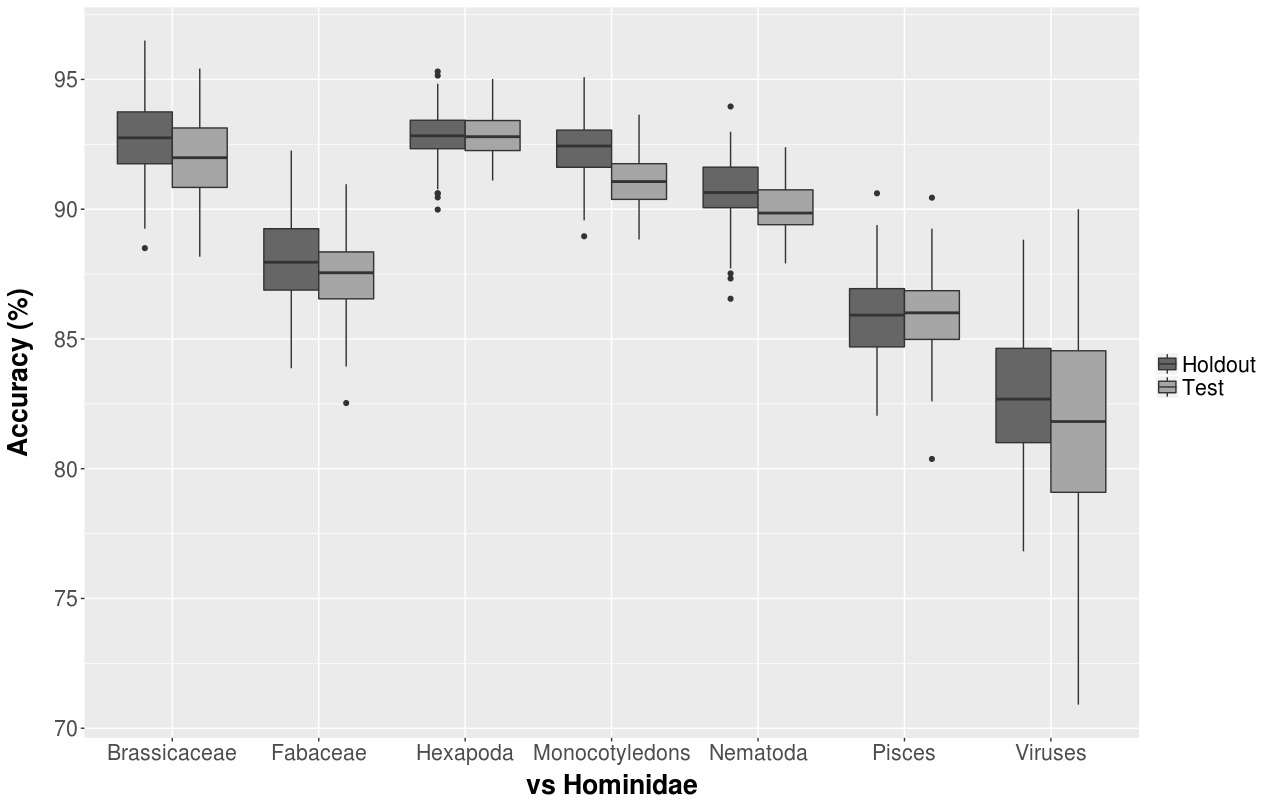 Accuracy (%)
95
90
85
80
75
70
Brassicaceae Fabaceae Hexapoda Monocotyledons Nematoda Pisces Viruses
vs Hominidae
Holdout
Test